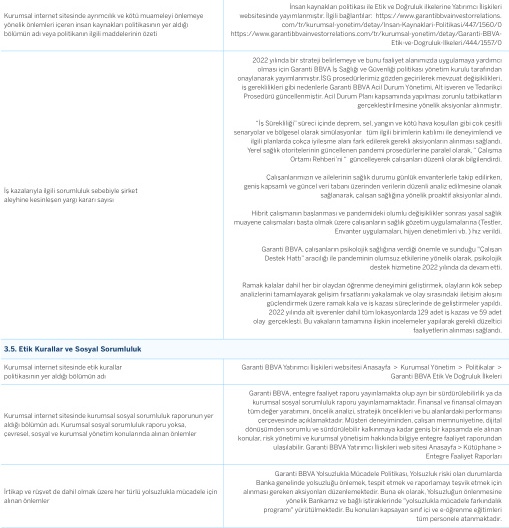 Kurumsal internet sitesinde ayrımcılık ve kötü muameleyi önlemeye
yönelik önlemleri içeren insan kaynakları politikasının yer aldığı
bölümün adı veya politikanın ilgili maddelerinin özeti
İnsan kaynakları politikası ile Etik ve Doğruluk ilkelerine Yatırımcı İlişkileri
websitesinde yayımlanmıştır. İlgili bağlantılar: https://www.garantibbvainvestorrelations.
com/tr/kurumsal-yonetim/detay/Insan-Kaynaklari-Politikasi/447/1560/0
https://www.garantibbvainvestorrelations.com/tr/kurumsal-yonetim/detay/Garanti-BBVA-
Etik-ve-Dogruluk-Ilkeleri/444/1557/0
İş kazalarıyla ilgili sorumluluk sebebiyle şirket
aleyhine kesinleşen yargı kararı sayısı
2022 yılında bir strateji belirlemeye ve bunu faaliyet alanımızda uygulamaya yardımcı
olması için Garanti BBVA İş Sağlığı ve Güvenliği politikası yönetim kurulu tarafından
onaylanarak yayımlanmıştır.İSG prosedürlerimiz gözden geçirilerek mevzuat değişiklikleri,
iş gereklilikleri gibi nedenlerle Garanti BBVA Acil Durum Yönetimi, Alt işveren ve Tedarikçi
Prosedürü güncellenmiştir. Acil Durum Planı kapsamında yapılması zorunlu tatbikatların
gerçekleştirilmesine yönelik aksiyonlar alınmıştır.
"İş Sürekliliği" süreci içinde deprem, sel, yangın ve kötü hava koşulları gibi çok çeşitli
senaryolar ve bölgesel olarak simülasyonlar tüm ilgili birimlerin katılımı ile deneyimlendi ve
ilgili planlarda çokça iyileşme alanı fark edilerek gerekli aksiyonların alınması sağlandı.
Yerel sağlık otoritelerinin güncellenen pandemi prosedürlerine paralel olarak, " Çalışma
Ortamı Rehberi'ni " güncelleyerek çalışanları düzenli olarak bilgilendirdi.
Çalışanlarımızın ve ailelerinin sağlık durumu günlük envanterlerle takip edilirken,
geniş kapsamlı ve güncel veri tabanı üzerinden verilerin düzenli analiz edilmesine olanak
sağlanarak, çalışan sağlığına yönelik proaktif aksiyonlar alındı.
Hibrit çalışmanın başlanması ve pandemideki olumlu değişiklikler sonrası yasal sağlık
muayene çalışmaları başta olmak üzere çalışanların sağlık gözetim uygulamalarına (Testler,
Envanter uygulamaları, hijyen denetimleri vb. ) hız verildi.
Garanti BBVA, çalışanların psikolojik sağlığına verdiği önemle ve sunduğu "Çalışan
Destek Hattı" aracılığı ile pandeminin olumsuz etkilerine yönelik olarak, psikolojik
destek hizmetine 2022 yılında da devam etti.
Ramak kalalar dahil her bir olaydan öğrenme deneyimini geliştirmek, olayların kök sebep
analizlerini tamamlayarak gelişim fırsatlarını yakalamak ve olay sırasındaki iletişim akışını
güçlendirmek üzere ramak kala ve iş kazası süreçlerinde de geliştirmeler yapıldı.
2022 yılında alt işverenler dahil tüm lokasyonlarda 129 adet iş kazası ve 59 adet
olay gerçekleşti. Bu vakaların tamamına ilişkin incelemeler yapılarak gerekli düzeltici
faaliyetlerin alınması sağlandı.
3.5. Etik Kurallar ve Sosyal Sorumluluk
Kurumsal internet sitesinde etik kurallar
politikasının yer aldığı bölümün adı
Garanti BBVA Yatırımcı İlişkileri websitesi Anasayfa > Kurumsal Yönetim > Politikalar >
Garanti BBVA Etik Ve Doğruluk İlkeleri
Kurumsal internet sitesinde kurumsal sosyal sorumluluk raporunun yer
aldığı bölümün adı. Kurumsal sosyal sorumluluk raporu yoksa,
çevresel, sosyal ve kurumsal yönetim konularında alınan önlemler
Garanti BBVA, entegre faaliyet raporu yayımlamakta olup ayrı bir sürdürülebilirlik ya da
kurumsal sosyal sorumluluk raporu yayımlamamaktadır. Finansal ve finansal olmayan
tüm değer yaratımını, öncelik analizi, stratejik öncelikleri ve bu alanlardaki performansı
çerçevesinde açıklamaktadır. Müşteri deneyiminden, çalışan memnuniyetine, dijital
dönüşümden sorumlu ve sürdürülebilir kalkınmaya kadar geniş bir kapsamda ele alınan
konular, risk yönetimi ve kurumsal yönetişim hakkında bilgiye entegre faaliyet raporundan
ulaşılabilir. Garanti BBVA Yatırımcı İlişkileri web sitesi Anasayfa > Kütüphane >
Entegre Faaliyet Raporları
İrtikap ve rüşvet de dahil olmak üzere her türlü yolsuzlukla mücadele için
alınan önlemler
Garanti BBVA Yolsuzlukla Mücadele Politikası, Yolsuzluk riski olan durumlarda
Banka genelinde yolsuzluğu önlemek, tespit etmek ve raporlamayı teşvik etmek için
alınması gereken aksiyonları düzenlemektedir. Buna ek olarak, Yolsuzluğun önlenmesine
yönelik Bankamız ve bağlı iştiraklerinde "yolsuzlukla mücadele farkındalık
programı" yürütülmektedir. Bu konuları kapsayan sınıf içi ve e-öğrenme eğitimleri
tüm personele atanmaktadır.